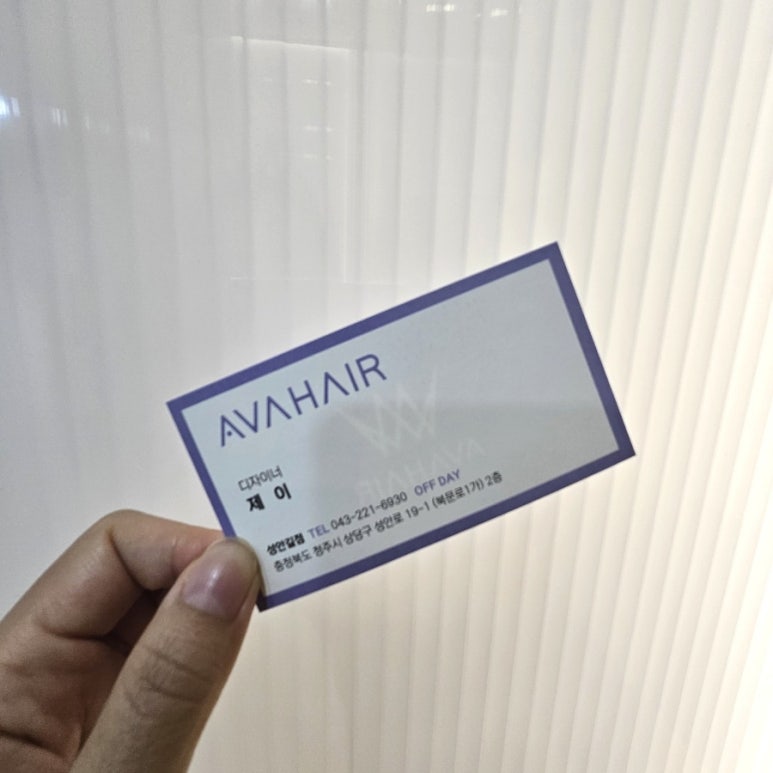 AVAHAIR
디자이너
제 이
성안길점 TEL 043-221-6930 OFF DAY
충청북도 청주시 상당구 성안로 19-1 (북문로1가) 2층